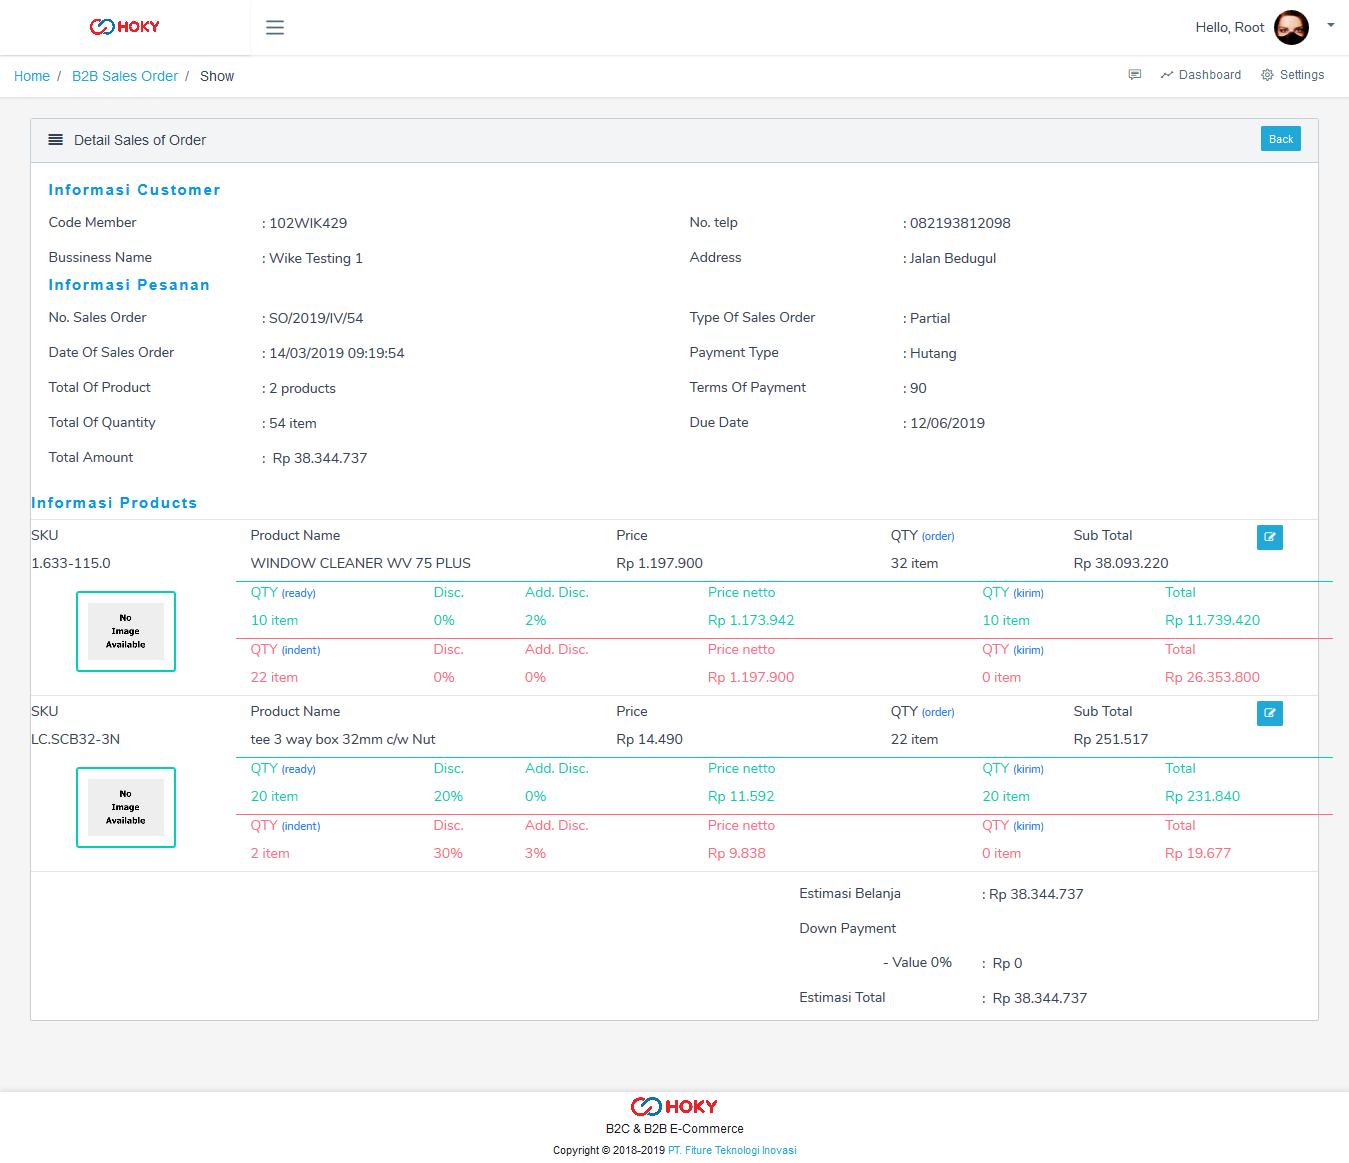 HOKY
Hello, Root
Home / B2B Sales Order / Show
Dashboard Settings
Detail Sales of Order
Back
Informasi Customer
Code Member : 102WIK429 No. telp : 082193812098
Bussiness Name : Wike Testing 1 Address : Jalan Bedugul
Informasi Pesanan
No. Sales Order : SO/2019/IV/54 Type Of Sales Order : Partial
Date Of Sales Order : 14/03/2019 09:19:54 Payment Type : Hutang
Total Of Product : 2 products Terms Of Payment : 90
Total Of Quantity : 54 item Due Date : 12/06/2019
Total Amount : Rp 38.344.737
Informasi Products
SKU Product Name Price QTY (order) Sub Total
1.633-115.0 WINDOW CLEANER WV 75 PLUS Rp 1.197.900 32 item Rp 38.093.220
QTY (ready) Disc. Add. Disc. Price netto QTY (kirim) Total
10 item 0% 2% Rp 1.173.942 10 item Rp 11.739.420
No
Image
Available
QTY (indent) Disc. Add. Disc. Price netto QTY (kirim) Total
22 item 0% 0% Rp 1.197.900 0 item Rp 26.353.800
SKU Product Name Price QTY (order) Sub Total
LC.SCB32-3N tee 3 way box 32mm c/w Nut Rp 14.490 22 item Rp 251.517
QTY (ready) Disc. Add. Disc. Price netto QTY (kirim) Total
20 item 20% 0% Rp 11.592 20 item Rp 231.840
No
Image
Available
QTY (indent) Disc. Add. Disc. Price netto QTY (kirim) Total
2 item 30% 3% Rp 9.838 0 item Rp 19.677
Estimasi Belanja : Rp 38.344.737
Down Payment
- Value 0% : Rp 0
Estimasi Total : Rp 38.344.737
HOKY
B2C & B2B E-Commerce
Copyright © 2018-2019 PT. Fiture Teknologi Inovasi